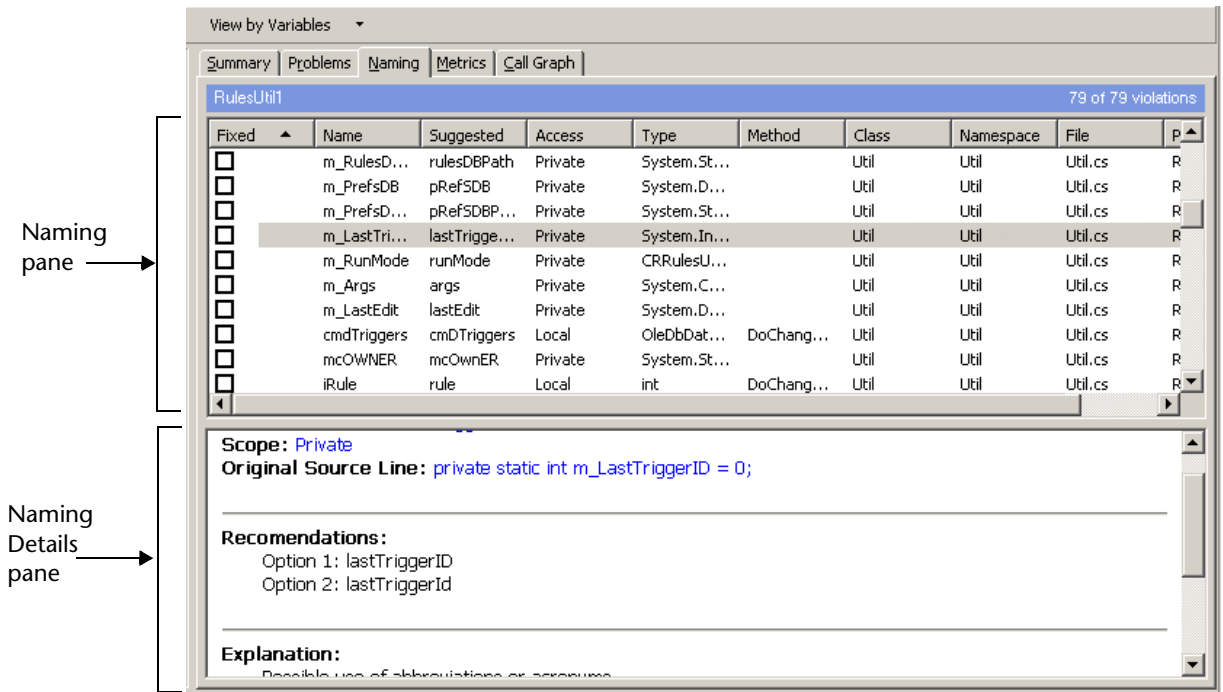 View by Variables
Summary Problems Naming Metrics Call Graph
RulesUtil1 79 of 79 violations
Fixed Name Suggested Access Type Method Class Namespace File P
m_RulesD... rulesDBPath Private System.St... Util Util Util.cs R
m_PrefsDB pRefSDB Private System.D... Util Util Util.cs R
m_PrefsD... pRefSDBP... Private System.St... Util Util Util.cs R
m_LastTri... lastTrigge... Private System.In... Util Util Util.cs R
m_RunMode runMode Private CRRulesU... Util Util Util.cs R
m_Args args Private System.C... Util Util Util.cs R
m_LastEdit lastEdit Private System.D... Util Util Util.cs R
cmdTriggers cmDTriggers Local OleDbDat... DoChang... Util Util Util.cs R
mcOWNER mcOwnER Private System.St... Util Util Util.cs R
iRule rule Local int DoChang... Util Util Util.cs R
Naming
pane
Scope: Private
Original Source Line: private static int m_LastTriggerID = 0;
Recomendations:
Option 1: lastTriggerID
Option 2: lastTriggerId
Explanation:
Possible use of abbreviations or acronyms
Naming
Details
pane